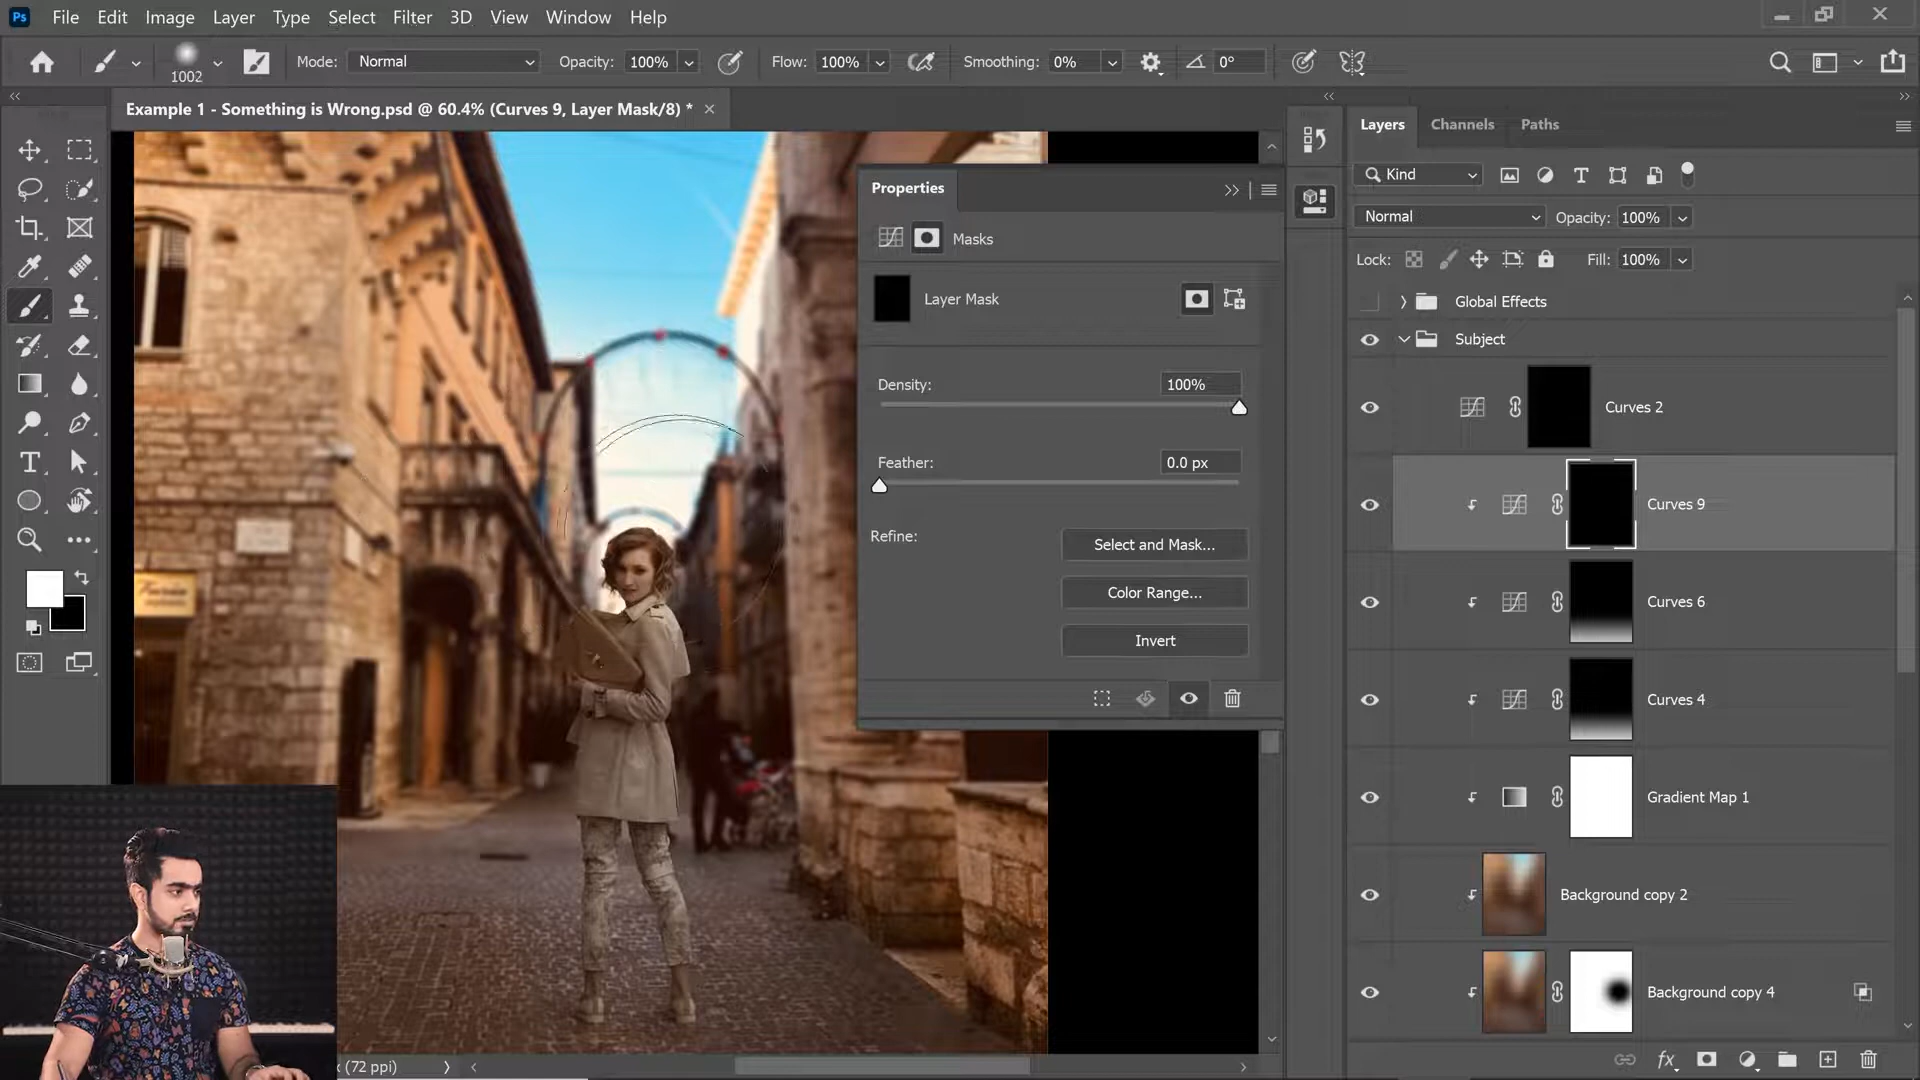 Ps File Edit Image Layer Type Select Filter 3D View Window Help
1002 Mode: Normal Opacity: 100% Flow: 100% Smoothing: 0% 0°
Example 1 - Something is Wrong.psd @ 60.4% (Curves 9, Layer Mask/8) *
Properties
Masks
Layer Mask
Density: 100%
Feather: 0.0 px
Refine:
Select and Mask...
Color Range...
Invert
Layers Channels Paths
Kind
Normal Opacity: 100%
Lock: Fill: 100%
Global Effects
Subject
Curves 2
Curves 9
Curves 6
Curves 4
Gradient Map 1
Background copy 2
Background copy 4
fx
(72 ppi)